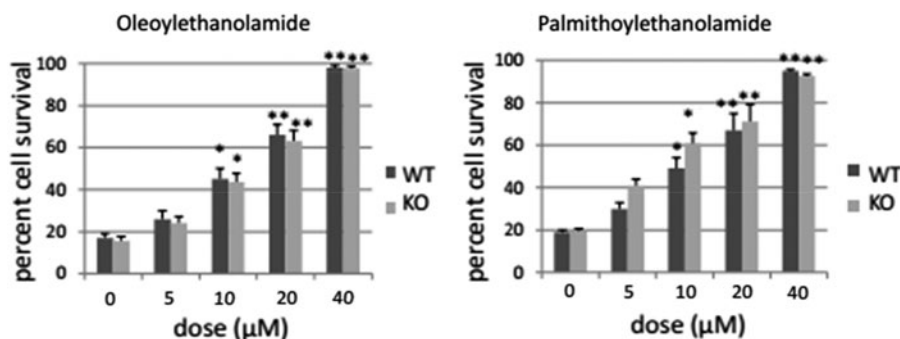 Oleoylethanolamide
percent cell survival
100
80
60
40
20
0
* * * * * * * * * *
WT
KO
0 5 10 20 40
dose (µM)
Palmithoylethanolamide
percent cell survival
100
80
60
40
20
0
* * * * * * * * * *
WT
KO
0 5 10 20 40
dose (µM)